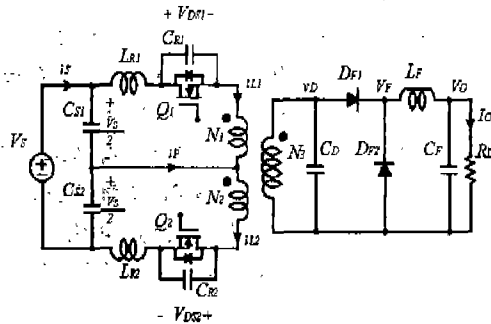 + VDS1 -
CR1
LR1
iS
Q1
iL1
CS1
+
VS
2
N1
VS
iP
CS2
+
VS
2
N2
Q2
iL2
LR2
CR2
- VDS2 +
vD
DF1
VF
LF
VO
IO
N3
CD
DF2
CF
RL